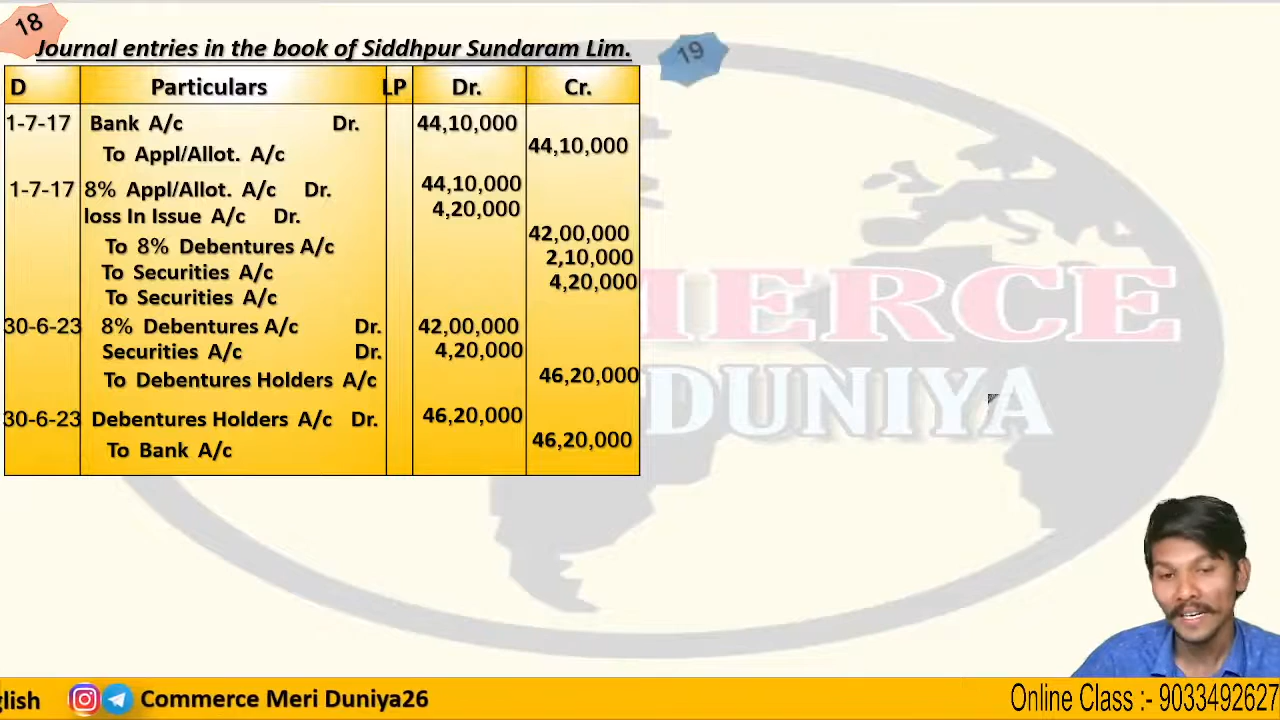 18
Journal entries in the book of Siddhpur Sundaram Lim.
19
D Particulars LP Dr. Cr.
1-7-17 Bank A/c Dr. 44,10,000
To Appl/Allot. A/c 44,10,000
1-7-17 8% Appl/Allot. A/c Dr. 44,10,000
loss In Issue A/c Dr. 4,20,000
To 8% Debentures A/c 42,00,000
To Securities A/c 2,10,000
To Securities A/c 4,20,000
30-6-23 8% Debentures A/c Dr. 42,00,000
Securities A/c Dr. 4,20,000
To Debentures Holders A/c 46,20,000
30-6-23 Debentures Holders A/c Dr. 46,20,000
To Bank A/c 46,20,000
MERCE
DUNIYA
glish Commerce Meri Duniya26 Online Class :- 9033492627